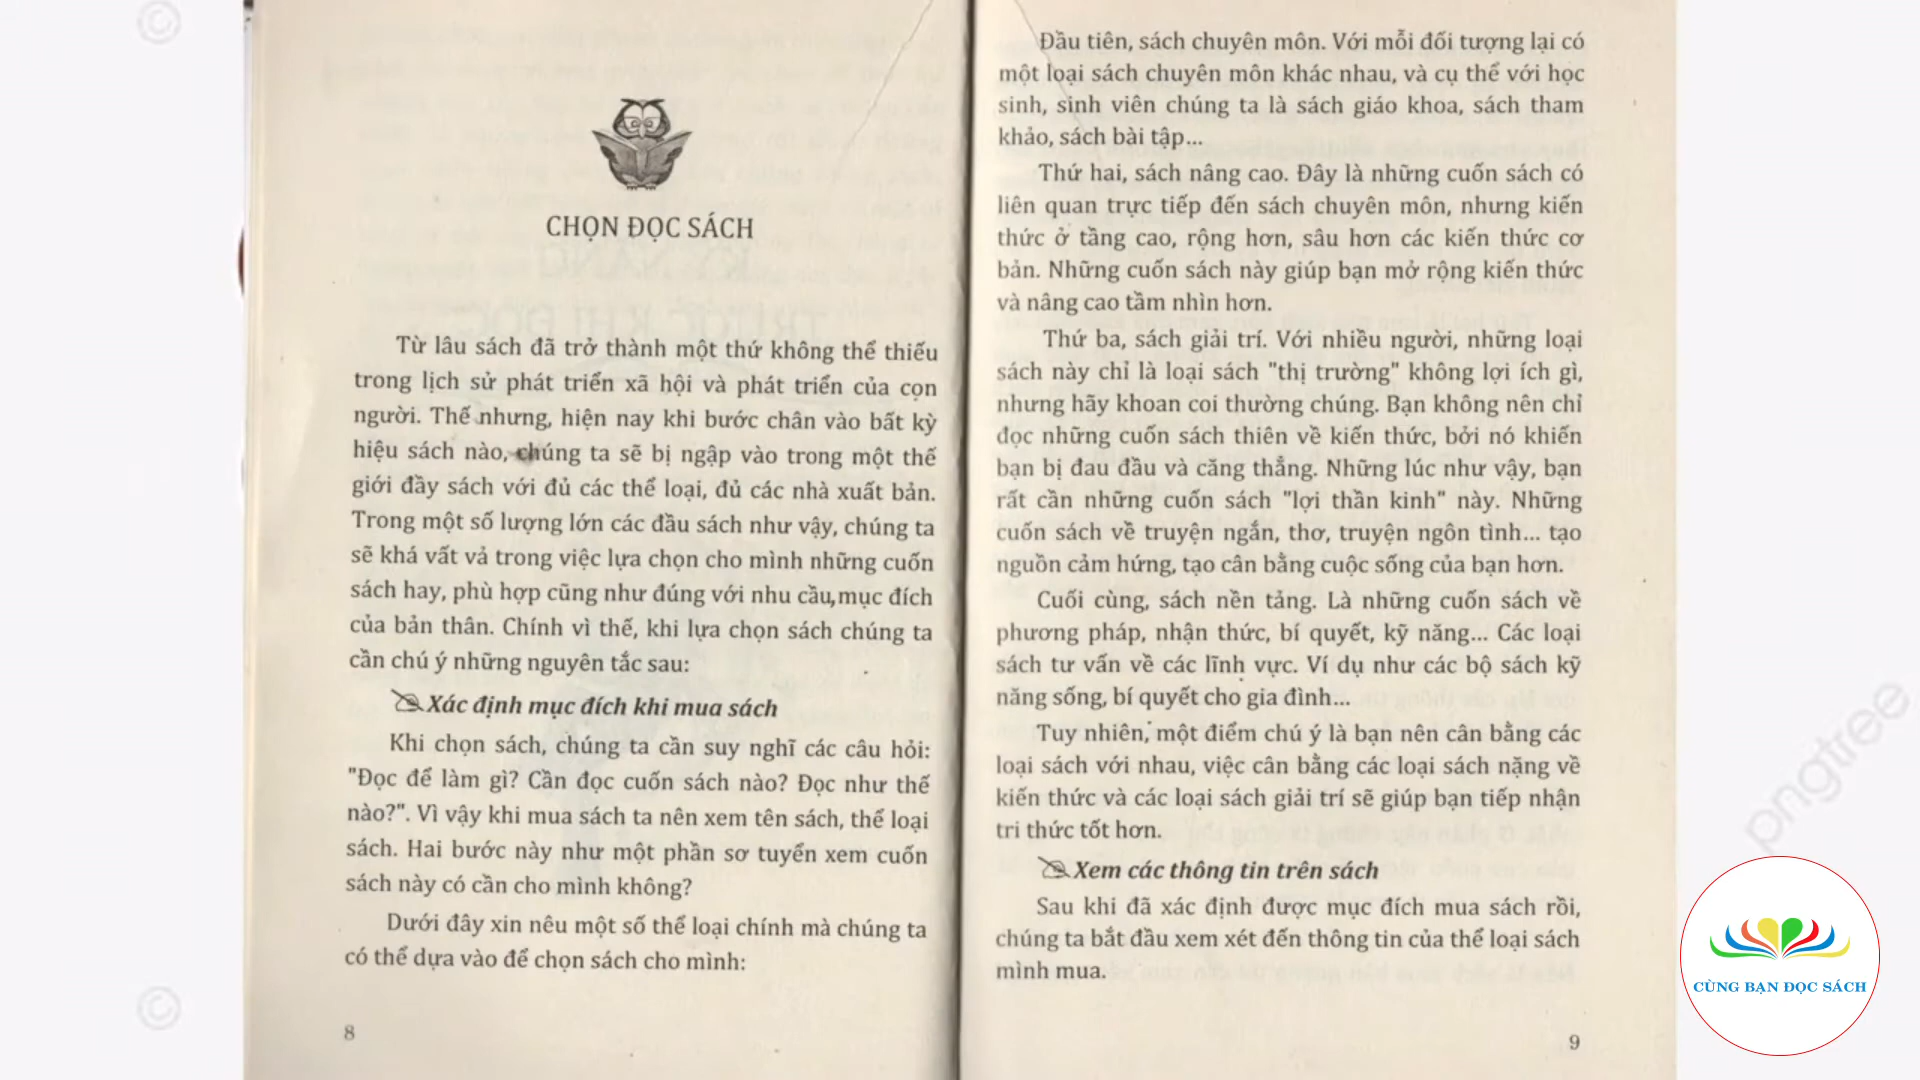 CHỌN ĐỌC SÁCH
Từ lâu sách đã trở thành một thứ không thể thiếu
trong lịch sử phát triển xã hội và phát triển của con
người. Thế nhưng, hiện nay khi bước chân vào bất kỳ
hiệu sách nào, chúng ta sẽ bị ngập vào trong một thế
giới đầy sách với đủ các thể loại, đủ các nhà xuất bản.
Trong một số lượng lớn các đầu sách như vậy, chúng ta
sẽ khá vất vả trong việc lựa chọn cho mình những cuốn
sách hay, phù hợp cũng như đúng với nhu cầu, mục đích
của bản thân. Chính vì thế, khi lựa chọn sách chúng ta
cần chú ý những nguyên tắc sau:
Xác định mục đích khi mua sách
Khi chọn sách, chúng ta cần suy nghĩ các câu hỏi:
"Đọc để làm gì? Cần đọc cuốn sách nào? Đọc như thế
nào?". Vì vậy khi mua sách ta nên xem tên sách, thể loại
sách. Hai bước này như một phần sơ tuyển xem cuốn
sách này có cần cho mình không?
Dưới đây xin nêu một số thể loại chính mà chúng ta
có thể dựa vào để chọn sách cho mình:
8
Đầu tiên, sách chuyên môn. Với mỗi đối tượng lại có
một loại sách chuyên môn khác nhau, và cụ thể với học
sinh, sinh viên chúng ta là sách giáo khoa, sách tham
khảo, sách bài tập...
Thứ hai, sách nâng cao. Đây là những cuốn sách có
liên quan trực tiếp đến sách chuyên môn, nhưng kiến
thức ở tầng cao, rộng hơn, sâu hơn các kiến thức cơ
bản. Những cuốn sách này giúp bạn mở rộng kiến thức
và nâng cao tầm nhìn hơn.
Thứ ba, sách giải trí. Với nhiều người, những loại
sách này chỉ là loại sách "thị trường" không lợi ích gì,
nhưng hãy khoan coi thường chúng. Bạn không nên chỉ
đọc những cuốn sách thiên về kiến thức, bởi nó khiến
bạn bị đau đầu và căng thẳng. Những lúc như vậy, bạn
rất cần những cuốn sách "lợi thần kinh" này. Những
cuốn sách về truyện ngắn, thơ, truyện ngôn tình... tạo
nguồn cảm hứng, tạo cân bằng cuộc sống của bạn hơn.
Cuối cùng, sách nền tảng. Là những cuốn sách về
phương pháp, nhận thức, bí quyết, kỹ năng... Các loại
sách tư vấn về các lĩnh vực. Ví dụ như các bộ sách kỹ
năng sống, bí quyết cho gia đình...
Tuy nhiên, một điểm chú ý là bạn nên cân bằng các
loại sách với nhau, việc cân bằng các loại sách nặng về
kiến thức và các loại sách giải trí sẽ giúp bạn tiếp nhận
tri thức tốt hơn.
Xem các thông tin trên sách
Sau khi đã xác định được mục đích mua sách rồi,
chúng ta bắt đầu xem xét đến thông tin của thể loại sách
mình mua.
9
pngtree
CÙNG BẠN ĐỌC SÁCH